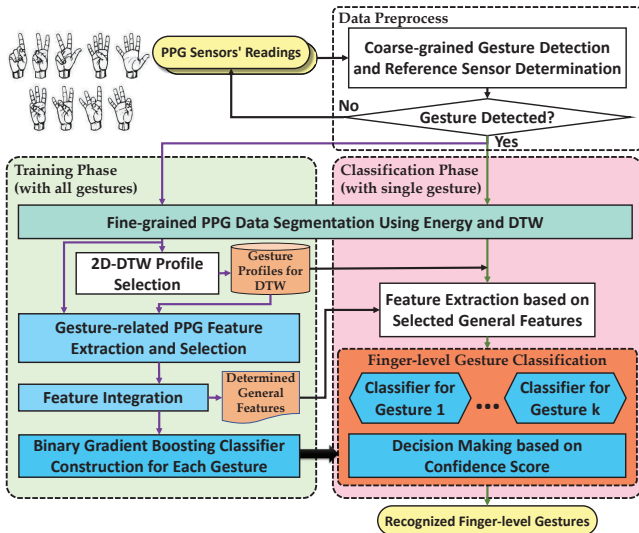 Data Preprocess
PPG Sensors' Readings
Coarse-grained Gesture Detection
and Reference Sensor Determination
No
Gesture Detected?
Yes
Training Phase
(with all gestures)
Classification Phase
(with single gesture)
Fine-grained PPG Data Segmentation Using Energy and DTW
2D-DTW Profile
Selection
Gesture
Profiles for
DTW
Feature Extraction based on
Selected General Features
Gesture-related PPG Feature
Extraction and Selection
Finger-level Gesture Classification
Feature Integration
Determined
General
Features
Classifier for
Gesture 1
...
Classifier for
Gesture k
Binary Gradient Boosting Classifier
Construction for Each Gesture
Decision Making based on
Confidence Score
Recognized Finger-level Gestures